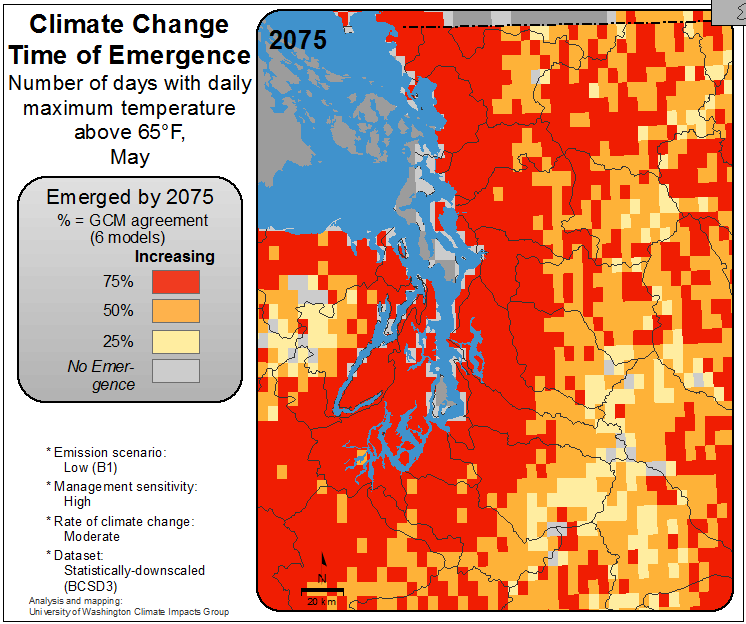 Climate Change
Time of Emergence
Number of days with daily
maximum temperature
above 65°F,
May
Emerged by 2075
% = GCM agreement
(6 models)
Increasing
75%
50%
25%
No Emer-
gence
* Emission scenario:
Low (B1)
* Management sensitivity:
High
* Rate of climate change:
Moderate
* Dataset:
Statistically-downscaled
(BCSD3)
Analysis and mapping:
University of Washington Climate Impacts Group
2075
N
20 km